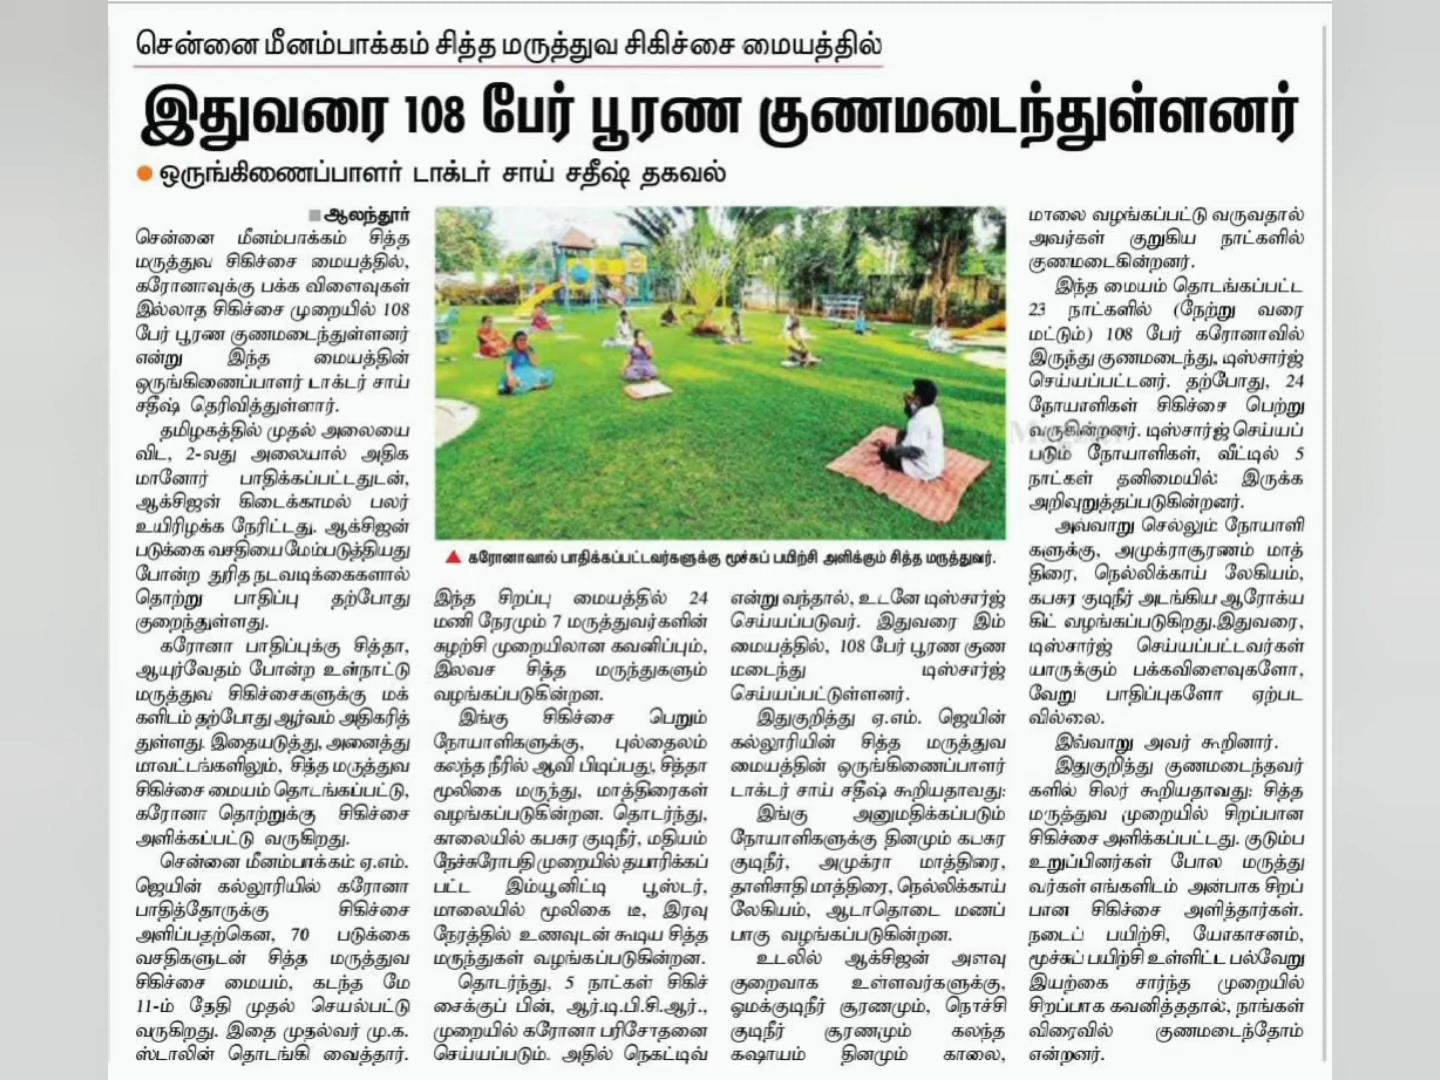 சென்னை மீனம்பாக்கம் சித்த மருத்துவ சிகிச்சை மையத்தில்
இதுவரை 108 பேர் பூரண குணமடைந்துள்ளனர்
ஒருங்கிணைப்பாளர் டாக்டர் சாய் சதீஷ் தகவல்
ஆலந்தூர்
சென்னை மீனம்பாக்கம் சித்த
மருத்துவ சிகிச்சை மையத்தில்,
கரோனாவுக்கு பக்க விளைவுகள்
இல்லாத சிகிச்சை முறையில் 108
பேர் பூரண குணமடைந்துள்ளனர்
என்று இந்த மையத்தின்
ஒருங்கிணைப்பாளர் டாக்டர் சாய்
சதீஷ் தெரிவித்துள்ளார்.
தமிழகத்தில் முதல் அலையை
விட, 2-வது அலையால் அதிக
மானோர் பாதிக்கப்பட்டதுடன்,
ஆக்சிஜன் கிடைக்காமல் பலர்
உயிரிழக்க நேரிட்டது. ஆக்சிஜன்
படுக்கை வசதியை மேம்படுத்தியது
போன்ற துரித நடவடிக்கைகளால்
தொற்று பாதிப்பு தற்போது
குறைந்துள்ளது.
கரோனா பாதிப்புக்கு சித்தா,
ஆயுர்வேதம் போன்ற உள்நாட்டு
மருத்துவ சிகிச்சைகளுக்கு மக்
களிடம் தற்போது ஆர்வம் அதிகரித்
துள்ளது. இதையடுத்து, அனைத்து
மாவட்டங்களிலும், சித்த மருத்துவ
சிகிச்சை மையம் தொடங்கப்பட்டு,
கரோனா தொற்றுக்கு சிகிச்சை
அளிக்கப்பட்டு வருகிறது.
சென்னை மீனம்பாக்கம் ஏ.எம்.
ஜெயின் கல்லூரியில் கரோனா
பாதித்தோருக்கு சிகிச்சை
அளிப்பதற்கென, 70 படுக்கை
வசதிகளுடன் சித்த மருத்துவ
சிகிச்சை மையம், கடந்த மே
11-ம் தேதி முதல் செயல்பட்டு
வருகிறது. இதை முதல்வர் மு.க.
ஸ்டாலின் தொடங்கி வைத்தார்.
கரோனாவால் பாதிக்கப்பட்டவர்களுக்கு மூச்சுப் பயிற்சி அளிக்கும் சித்த மருத்துவர்.
இந்த சிறப்பு மையத்தில் 24
மணி நேரமும் 7 மருத்துவர்களின்
சுழற்சி முறையிலான கவனிப்பும்,
இலவச சித்த மருந்துகளும்
வழங்கப்படுகின்றன.
இங்கு சிகிச்சை பெறும்
நோயாளிகளுக்கு, புல்தைலம்
கலந்த நீரில் ஆவி பிடிப்பது, சித்தா
மூலிகை மருந்து, மாத்திரைகள்
வழங்கப்படுகின்றன. தொடர்ந்து,
காலையில் கபசுர குடிநீர், மதியம்
நேச்சுரோபதி முறையில் தயாரிக்கப்
பட்ட இம்யூனிட்டி பூஸ்டர்,
மாலையில் மூலிகை டீ, இரவு
நேரத்தில் உணவுடன் கூடிய சித்த
மருந்துகள் வழங்கப்படுகின்றன.
தொடர்ந்து, 5 நாட்கள் சிகிச்
சைக்குப் பின், ஆர்.டி.பி.சி.ஆர்.,
முறையில் கரோனா பரிசோதனை
செய்யப்படும். அதில் நெகட்டிவ்
என்று வந்தால், உடனே டிஸ்சார்ஜ்
செய்யப்படுவர். இதுவரை இம்
மையத்தில், 108 பேர் பூரண குண
மடைந்து டிஸ்சார்ஜ்
செய்யப்பட்டுள்ளனர்.
இதுகுறித்து ஏ.எம். ஜெயின்
கல்லூரியின் சித்த மருத்துவ
மையத்தின் ஒருங்கிணைப்பாளர்
டாக்டர் சாய் சதீஷ் கூறியதாவது:
இங்கு அனுமதிக்கப்படும்
நோயாளிகளுக்கு தினமும் கபசுர
குடிநீர், அமுக்ரா மாத்திரை,
தாளிசாதி மாத்திரை, நெல்லிக்காய்
லேகியம், ஆடாதொடை மணப்
பாகு வழங்கப்படுகின்றன.
உடலில் ஆக்சிஜன் அளவு
குறைவாக உள்ளவர்களுக்கு,
ஓமக்குடிநீர் சூரணமும், நொச்சி
குடிநீர் சூரணமும் கலந்த
கஷாயம் தினமும் காலை,
மாலை வழங்கப்பட்டு வருவதால்
அவர்கள் குறுகிய நாட்களில்
குணமடைகின்றனர்.
இந்த மையம் தொடங்கப்பட்ட
23 நாட்களில் (நேற்று வரை
மட்டும்) 108 பேர் கரோனாவில்
இருந்து குணமடைந்து, டிஸ்சார்ஜ்
செய்யப்பட்டனர். தற்போது, 24
நோயாளிகள் சிகிச்சை பெற்று
வருகின்றனர். டிஸ்சார்ஜ் செய்யப்
படும் நோயாளிகள், வீட்டில் 5
நாட்கள் தனிமையில் இருக்க
அறிவுறுத்தப்படுகின்றனர்.
அவ்வாறு செல்லும் நோயாளி
களுக்கு, அமுக்ராசூரணம் மாத்
திரை, நெல்லிக்காய் லேகியம்,
கபசுர குடிநீர் அடங்கிய ஆரோக்ய
கிட் வழங்கப்படுகிறது.இதுவரை,
டிஸ்சார்ஜ் செய்யப்பட்டவர்கள்
யாருக்கும் பக்கவிளைவுகளோ,
வேறு பாதிப்புகளோ ஏற்பட
வில்லை.
இவ்வாறு அவர் கூறினார்.
இதுகுறித்து குணமடைந்தவர்
களில் சிலர் கூறியதாவது: சித்த
மருத்துவ முறையில் சிறப்பான
சிகிச்சை அளிக்கப்பட்டது. குடும்ப
உறுப்பினர்கள் போல மருத்து
வர்கள் எங்களிடம் அன்பாக சிறப்
பான சிகிச்சை அளித்தார்கள்.
நடைப் பயிற்சி, யோகாசனம்,
மூச்சுப் பயிற்சி உள்ளிட்ட பல்வேறு
இயற்கை சார்ந்த முறையில்
சிறப்பாக கவனித்ததால், நாங்கள்
விரைவில் குணமடைந்தோம்
என்றனர்.